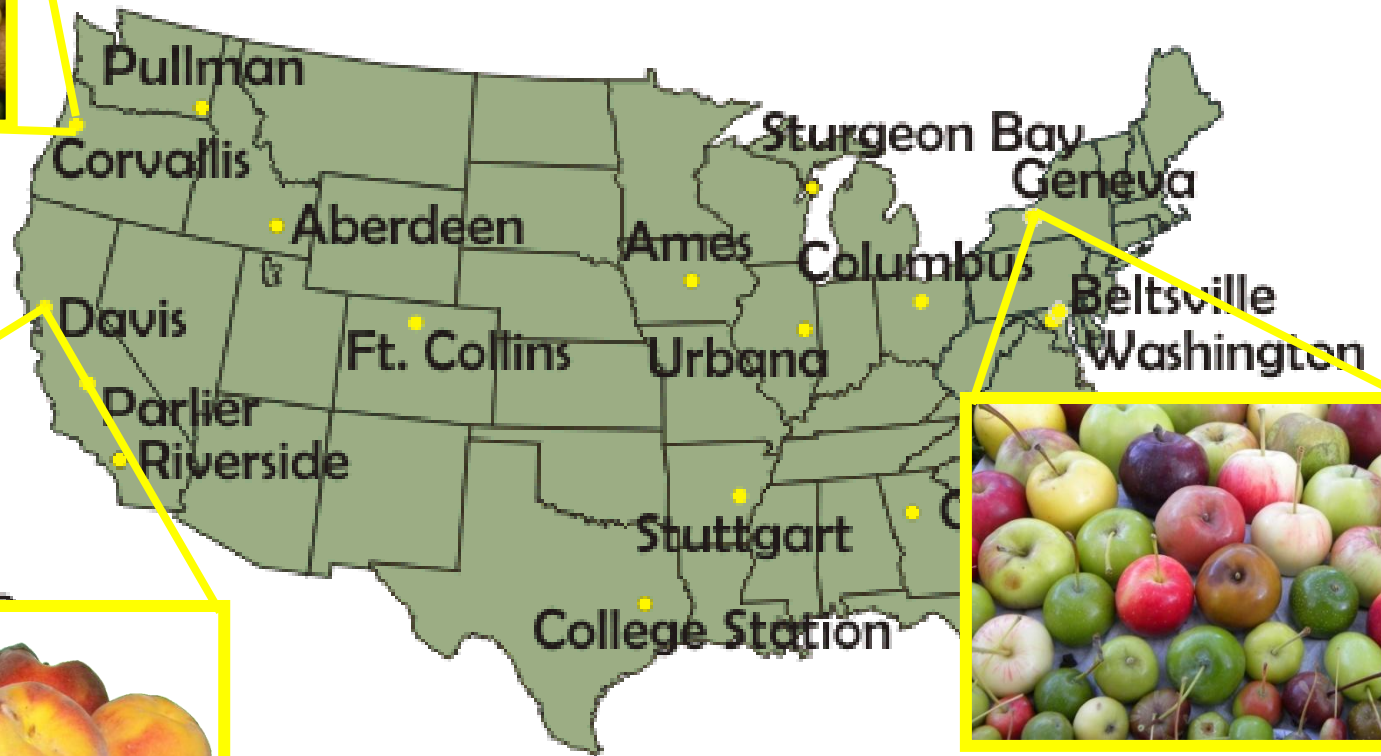 Pullman
Sturgeon Bay
Corvallis
Geneva
Aberdeen
Ames
Columbus
Beltsville
Davis
Washington
Ft. Collins
Urbana
Parlier
Riverside
Stuttgart
College Station